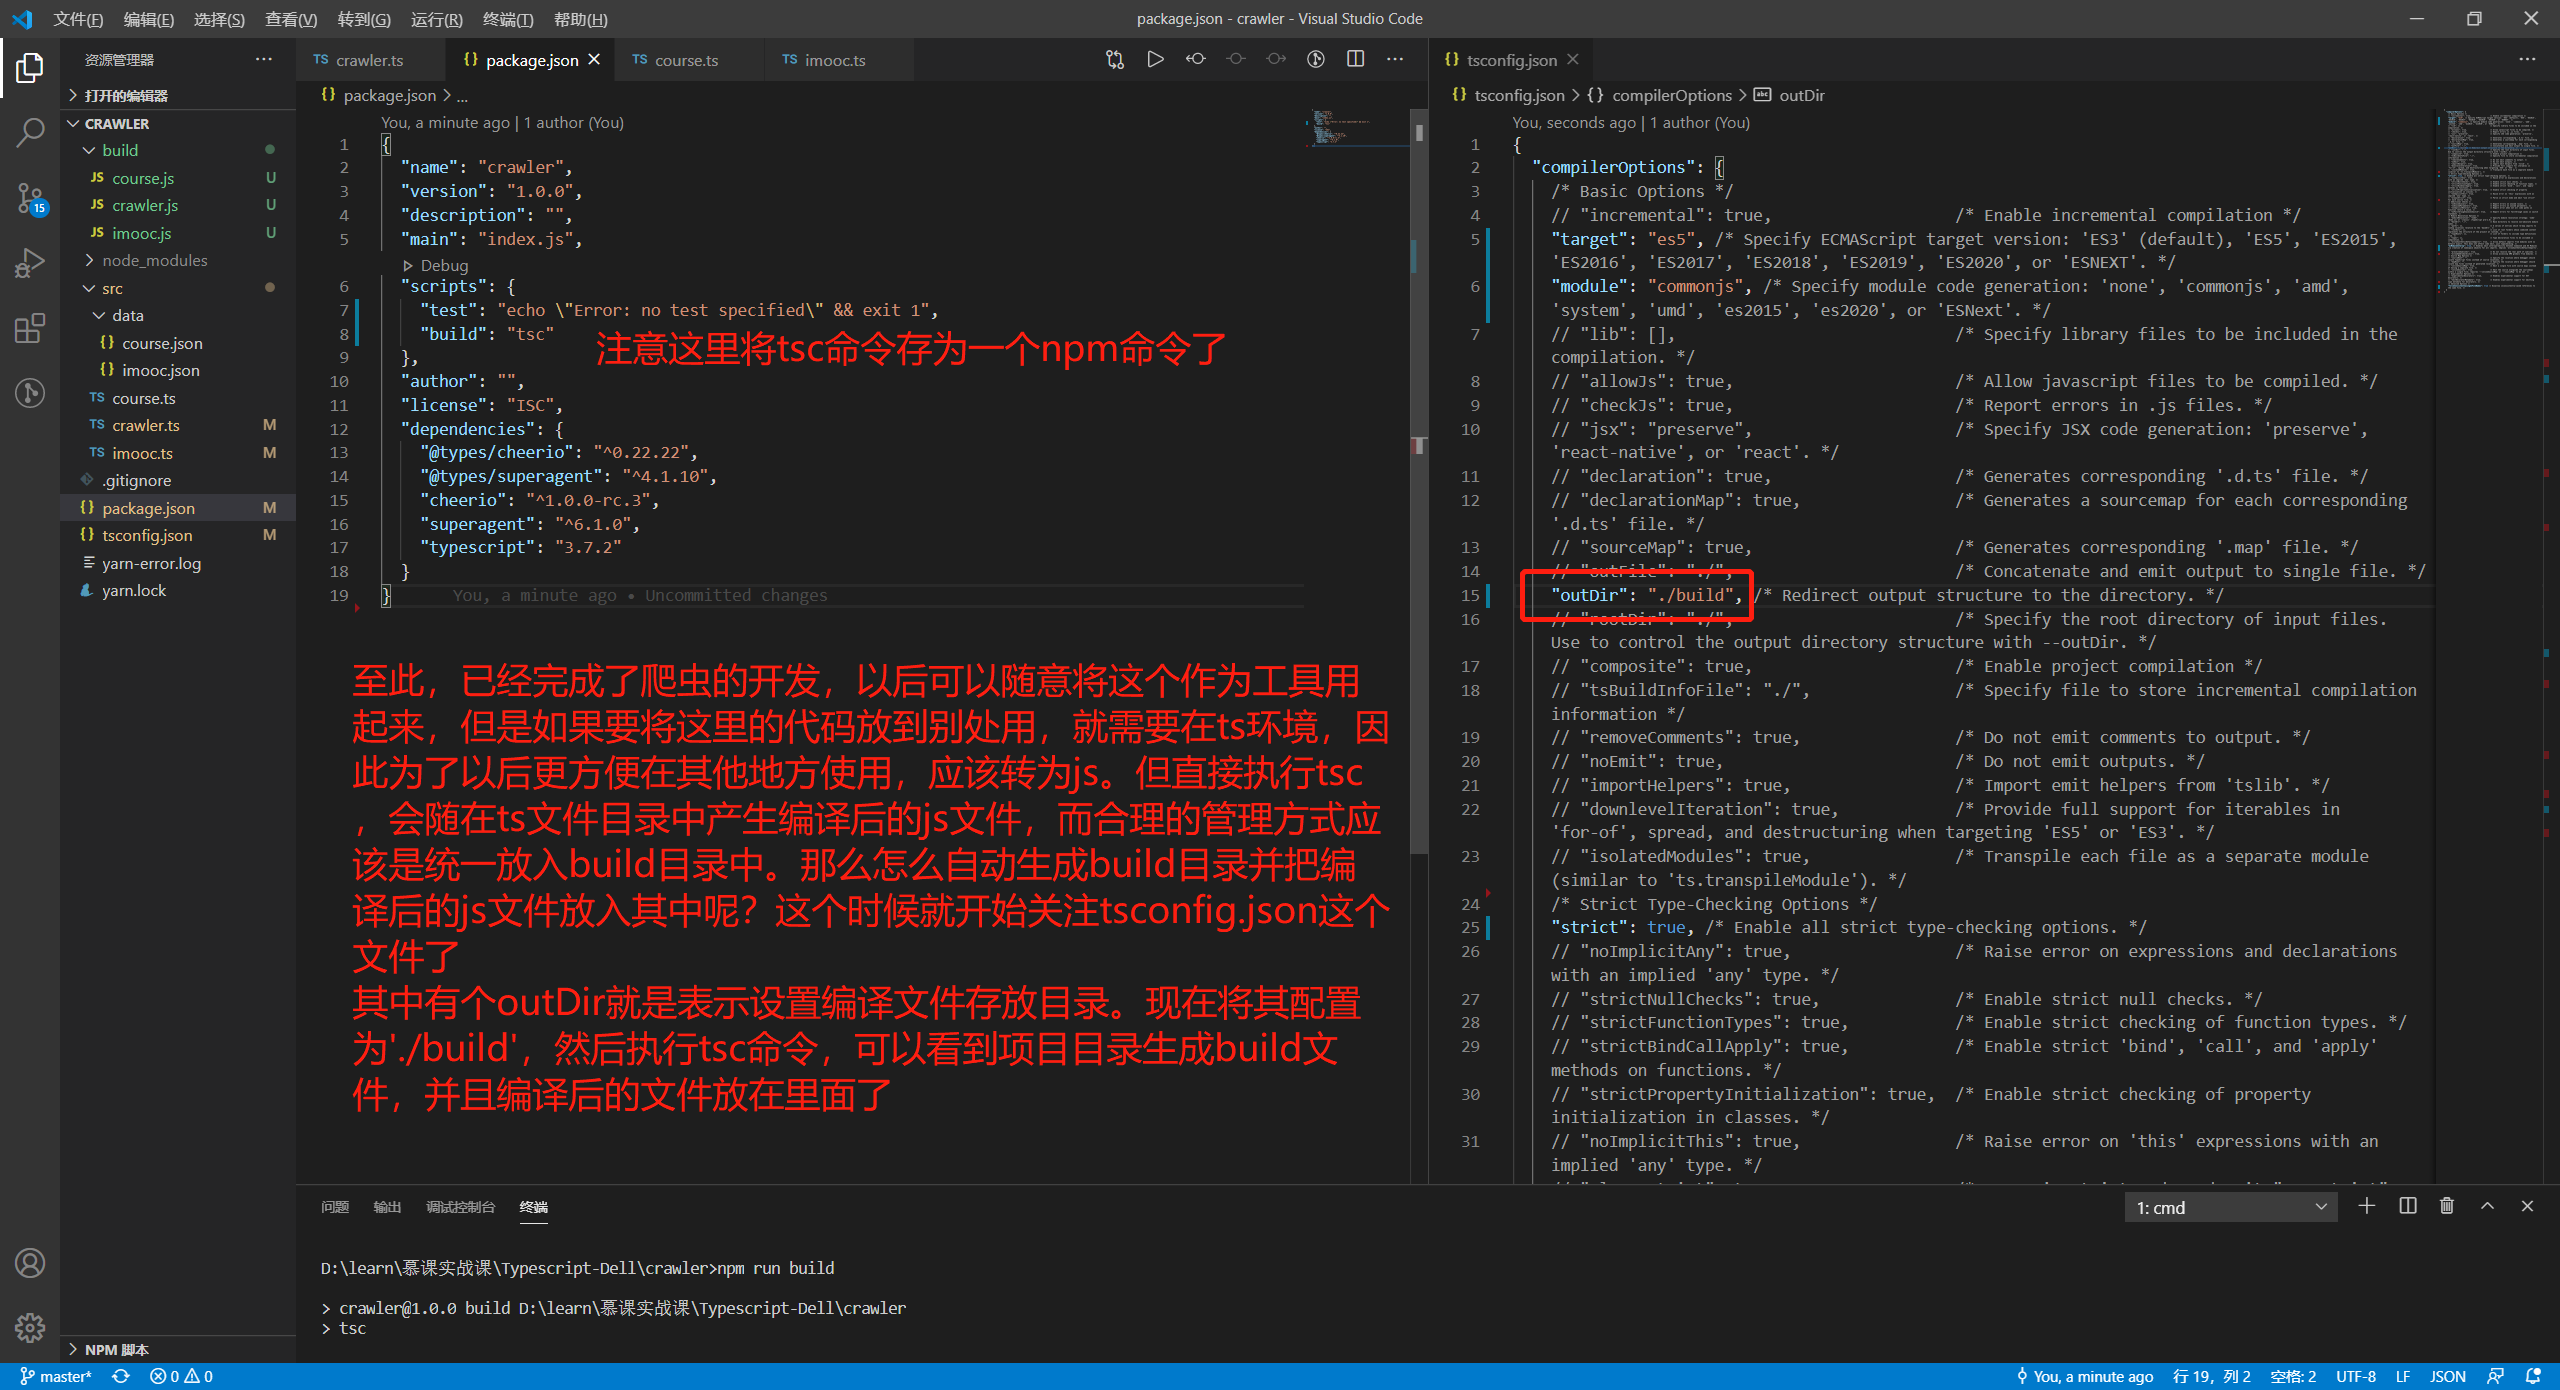 文件(F) 编辑(E) 选择(S) 查看(V) 转到(G) 运行(R) 终端(T) 帮助(H)
package.json - crawler - Visual Studio Code
资源管理器
打开的编辑器
CRAWLER
build
JS course.js U
JS crawler.js U
JS imooc.js U
node_modules
src
data
{} course.json
{} imooc.json
TS course.ts
TS crawler.ts M
TS imooc.ts M
.gitignore
{} package.json M
{} tsconfig.json M
yarn-error.log
yarn.lock
NPM 脚本
15
TS crawler.ts
{} package.json
TS course.ts
TS imooc.ts
{} package.json > ...
You, a minute ago | 1 author (You)
1 {
2 "name": "crawler",
3 "version": "1.0.0",
4 "description": "",
5 "main": "index.js",
Debug
6 "scripts": {
7 "test": "echo \"Error: no test specified\" && exit 1",
8 "build": "tsc"
注意这里将tsc命令存为一个npm命令了
9 },
10 "author": "",
11 "license": "ISC",
12 "dependencies": {
13 "@types/cheerio": "^0.22.22",
14 "@types/superagent": "^4.1.10",
15 "cheerio": "^1.0.0-rc.3",
16 "superagent": "^6.1.0",
17 "typescript": "3.7.2"
18 }
19 } You, a minute ago • Uncommitted changes
至此，已经完成了爬虫的开发，以后可以随意将这个作为工具用
起来，但是如果要将这里的代码放到别处用，就需要在ts环境，因
此为了以后更方便在其他地方使用，应该转为js。但直接执行tsc
，会随在ts文件目录中产生编译后的js文件，而合理的管理方式应
该是统一放入build目录中。那么怎么自动生成build目录并把编
译后的js文件放入其中呢？这个时候就开始关注tsconfig.json这个
文件了
其中有个outDir就是表示设置编译文件存放目录。现在将其配置
为'./build'，然后执行tsc命令，可以看到项目目录生成build文
件，并且编译后的文件放在里面了
{} tsconfig.json
{} tsconfig.json > {} compilerOptions > outDir
You, seconds ago | 1 author (You)
1 {
2 "compilerOptions": {
3 /* Basic Options */
4 // "incremental": true, /* Enable incremental compilation */
5 "target": "es5", /* Specify ECMAScript target version: 'ES3' (default), 'ES5', 'ES2015',
'ES2016', 'ES2017', 'ES2018', 'ES2019', 'ES2020', or 'ESNEXT'. */
6 "module": "commonjs", /* Specify module code generation: 'none', 'commonjs', 'amd',
'system', 'umd', 'es2015', 'es2020', or 'ESNext'. */
7 // "lib": [], /* Specify library files to be included in the
compilation. */
8 // "allowJs": true, /* Allow javascript files to be compiled. */
9 // "checkJs": true, /* Report errors in .js files. */
10 // "jsx": "preserve", /* Specify JSX code generation: 'preserve',
'react-native', or 'react'. */
11 // "declaration": true, /* Generates corresponding '.d.ts' file. */
12 // "declarationMap": true, /* Generates a sourcemap for each corresponding
'.d.ts' file. */
13 // "sourceMap": true, /* Generates corresponding '.map' file. */
14 // "outFile": "./", /* Concatenate and emit output to single file. */
15 "outDir": "./build", /* Redirect output structure to the directory. */
16 // "rootDir": "./", /* Specify the root directory of input files.
Use to control the output directory structure with --outDir. */
17 // "composite": true, /* Enable project compilation */
18 // "tsBuildInfoFile": "./", /* Specify file to store incremental compilation
information */
19 // "removeComments": true, /* Do not emit comments to output. */
20 // "noEmit": true, /* Do not emit outputs. */
21 // "importHelpers": true, /* Import emit helpers from 'tslib'. */
22 // "downlevelIteration": true, /* Provide full support for iterables in
'for-of', spread, and destructuring when targeting 'ES5' or 'ES3'. */
23 // "isolatedModules": true, /* Transpile each file as a separate module
(similar to 'ts.transpileModule'). */
24 /* Strict Type-Checking Options */
25 "strict": true, /* Enable all strict type-checking options. */
26 // "noImplicitAny": true, /* Raise error on expressions and declarations
with an implied 'any' type. */
27 // "strictNullChecks": true, /* Enable strict null checks. */
28 // "strictFunctionTypes": true, /* Enable strict checking of function types. */
29 // "strictBindCallApply": true, /* Enable strict 'bind', 'call', and 'apply'
methods on functions. */
30 // "strictPropertyInitialization": true, /* Enable strict checking of property
initialization in classes. */
31 // "noImplicitThis": true, /* Raise error on 'this' expressions with an
implied 'any' type. */
问题 输出 调试控制台 终端
1: cmd
D:\learn\慕课实战课\Typescript-Dell\crawler>npm run build
> crawler@1.0.0 build D:\learn\慕课实战课\Typescript-Dell\crawler
> tsc
master* 0 0
You, a minute ago 行 19，列 2 空格: 2 UTF-8 LF JSON